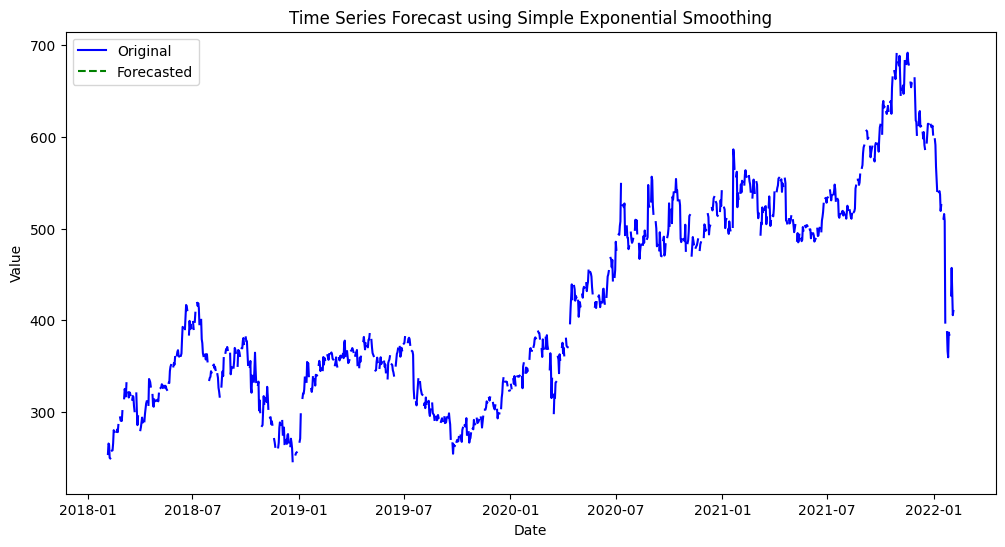 Time Series Forecast using Simple Exponential Smoothing
Original
Forecasted
700
600
500
400
300
Value
2018-01
2018-07
2019-01
2019-07
2020-01
2020-07
2021-01
2021-07
2022-01
Date